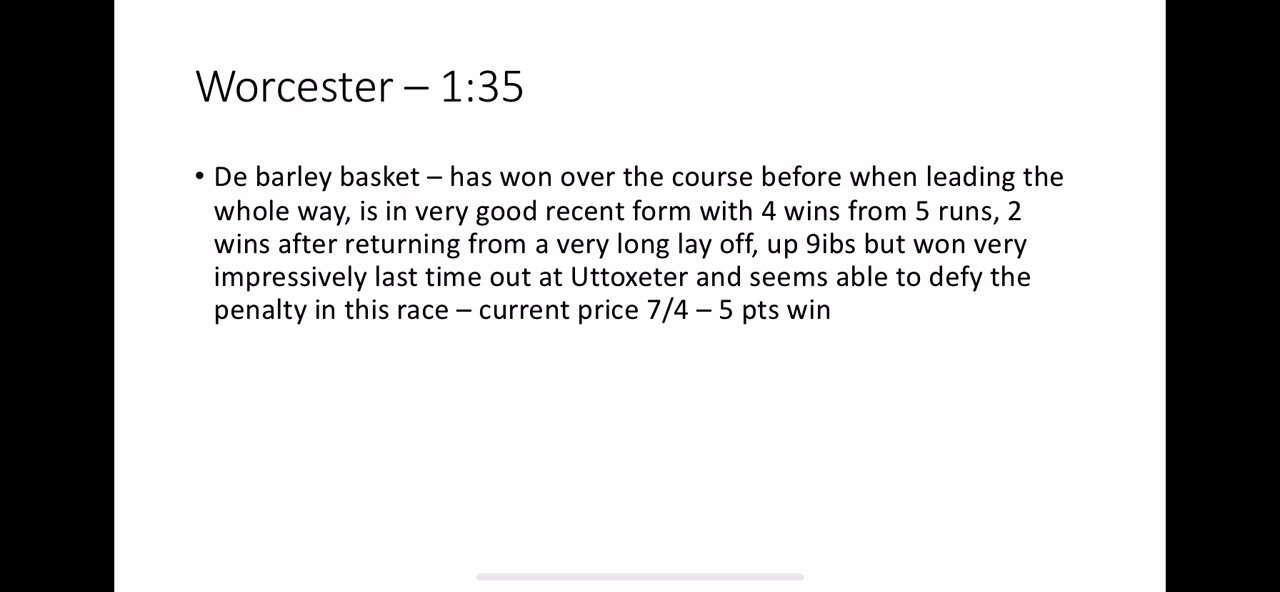 Worcester – 1:35
• De barley basket – has won over the course before when leading the
whole way, is in very good recent form with 4 wins from 5 runs, 2
wins after returning from a very long lay off, up 9ibs but won very
impressively last time out at Uttoxeter and seems able to defy the
penalty in this race – current price 7/4 – 5 pts win